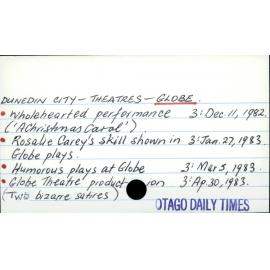 DUNEDIN CITY - THEATRES - GLOBE.
• Wholehearted performance 3: Dec. 11, 1982.
('A Christmas Carol')
• Rosalie Carey's skill shown in 3: Jan. 27, 1983.
Globe plays.
• Humorous plays at Globe 3: Mar 5, 1983.
• Globe Theatre production 3: Ap. 30, 1983.
(Two bizarre satires)
OTAGO DAILY TIMES